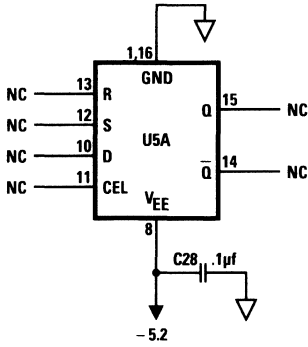 1,16
GND
NC 13 R
Q 15 NC
NC 12 S
U5A
NC 10 D
Q̅ 14 NC
NC 11 CEL
VEE
8
C28 .1µf
– 5.2